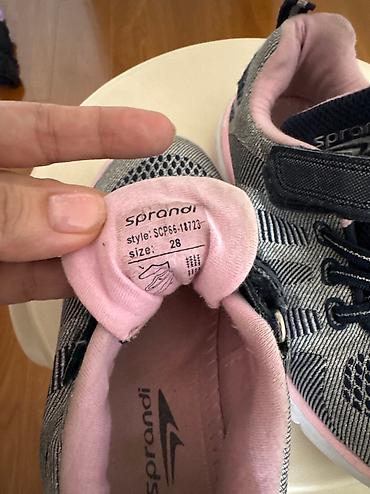 sprandi
style: SCP66-18723
size: 28
sprandi
sprandi